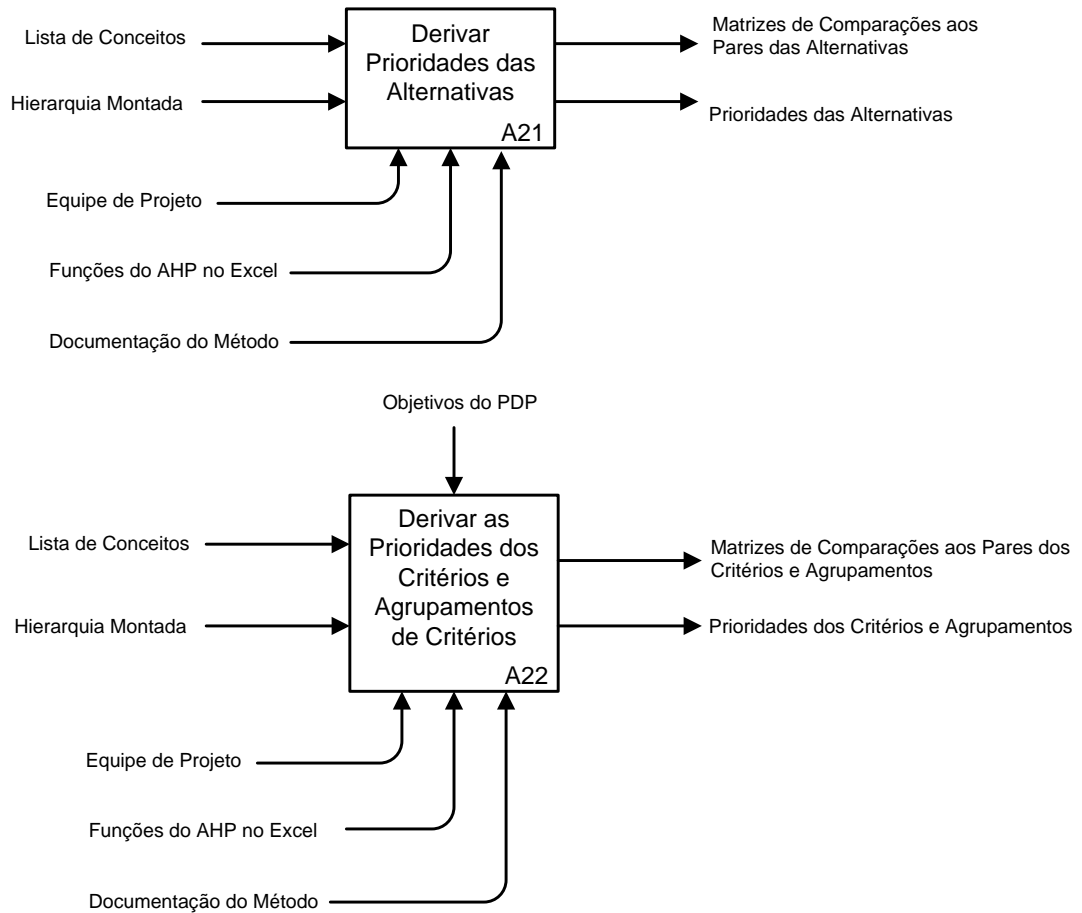 Lista de Conceitos
Hierarquia Montada
Derivar
Prioridades das
Alternativas
A21
Matrizes de Comparações aos
Pares das Alternativas
Prioridades das Alternativas
Equipe de Projeto
Funções do AHP no Excel
Documentação do Método
Objetivos do PDP
Lista de Conceitos
Hierarquia Montada
Derivar as
Prioridades dos
Critérios e
Agrupamentos
de Critérios
A22
Matrizes de Comparações aos Pares dos
Critérios e Agrupamentos
Prioridades dos Critérios e Agrupamentos
Equipe de Projeto
Funções do AHP no Excel
Documentação do Método